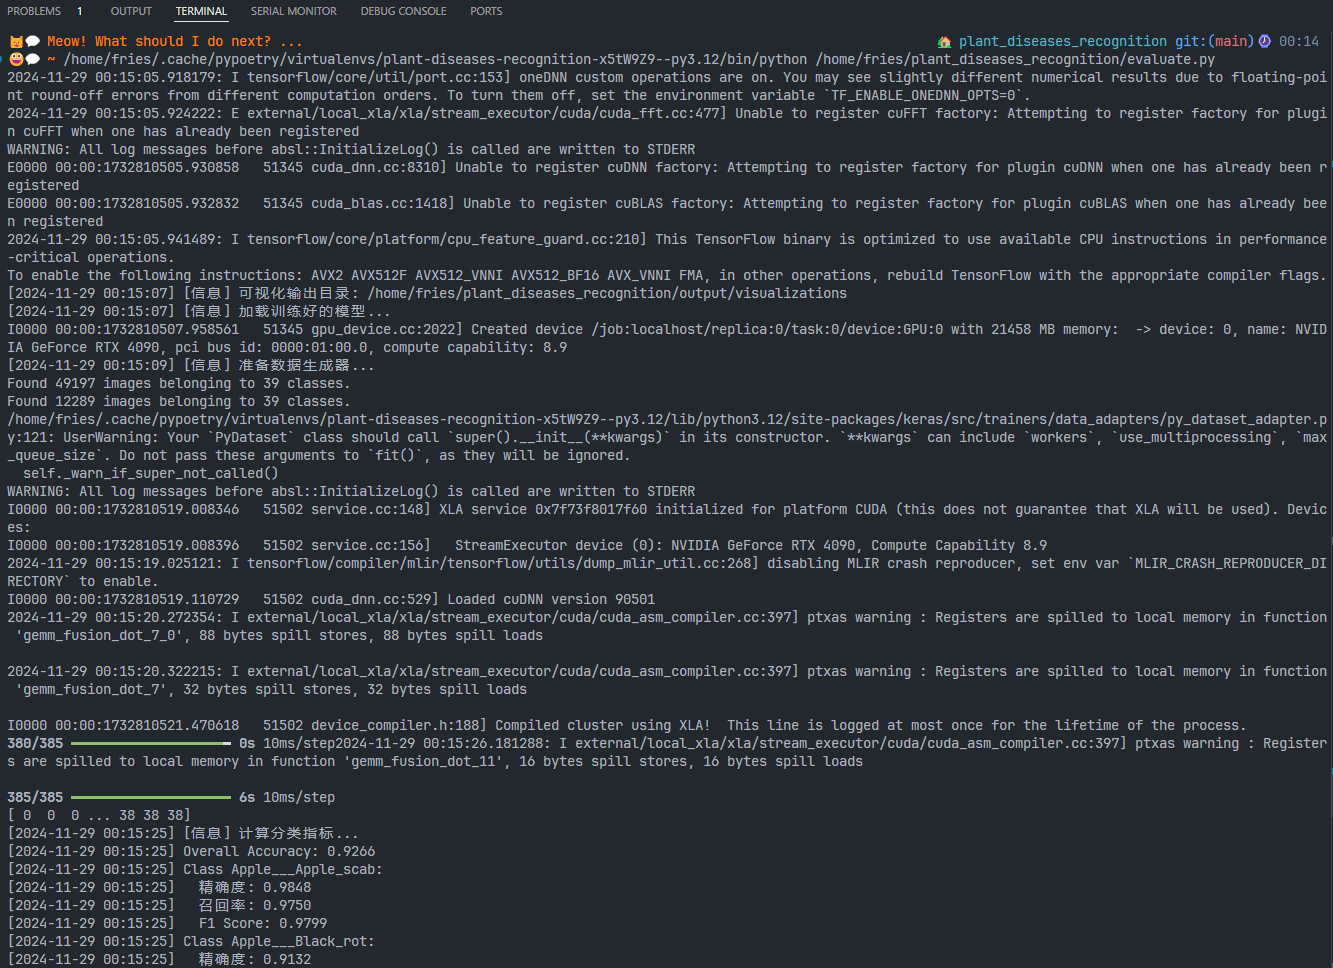 PROBLEMS 1 OUTPUT TERMINAL SERIAL MONITOR DEBUG CONSOLE PORTS
Meow! What should I do next? ... plant_diseases_recognition git:(main) 00:14
~ /home/fries/.cache/pypoetry/virtualenvs/plant-diseases-recognition-x5tW9Z9--py3.12/bin/python /home/fries/plant_diseases_recognition/evaluate.py
2024-11-29 00:15:05.918179: I tensorflow/core/util/port.cc:153] oneDNN custom operations are on. You may see slightly different numerical results due to floating-poi
nt round-off errors from different computation orders. To turn them off, set the environment variable `TF_ENABLE_ONEDNN_OPTS=0`.
2024-11-29 00:15:05.924222: E external/local_xla/xla/stream_executor/cuda/cuda_fft.cc:477] Unable to register cuFFT factory: Attempting to register factory for plugi
n cuFFT when one has already been registered
WARNING: All log messages before absl::InitializeLog() is called are written to STDERR
E0000 00:00:1732810505.930858   51345 cuda_dnn.cc:8310] Unable to register cuDNN factory: Attempting to register factory for plugin cuDNN when one has already been r
egistered
E0000 00:00:1732810505.932832   51345 cuda_blas.cc:1418] Unable to register cuBLAS factory: Attempting to register factory for plugin cuBLAS when one has already bee
n registered
2024-11-29 00:15:05.941489: I tensorflow/core/platform/cpu_feature_guard.cc:210] This TensorFlow binary is optimized to use available CPU instructions in performance
-critical operations.
To enable the following instructions: AVX2 AVX512F AVX512_VNNI AVX512_BF16 AVX_VNNI FMA, in other operations, rebuild TensorFlow with the appropriate compiler flags.
[2024-11-29 00:15:07] [信息] 可视化输出目录: /home/fries/plant_diseases_recognition/output/visualizations
[2024-11-29 00:15:07] [信息] 加载训练好的模型...
I0000 00:00:1732810507.958561   51345 gpu_device.cc:2022] Created device /job:localhost/replica:0/task:0/device:GPU:0 with 21458 MB memory:  -> device: 0, name: NVID
IA GeForce RTX 4090, pci bus id: 0000:01:00.0, compute capability: 8.9
[2024-11-29 00:15:09] [信息] 准备数据生成器...
Found 49197 images belonging to 39 classes.
Found 12289 images belonging to 39 classes.
/home/fries/.cache/pypoetry/virtualenvs/plant-diseases-recognition-x5tW9Z9--py3.12/lib/python3.12/site-packages/keras/src/trainers/data_adapters/py_dataset_adapter.p
y:121: UserWarning: Your `PyDataset` class should call `super().__init__(**kwargs)` in its constructor. `**kwargs` can include `workers`, `use_multiprocessing`, `max
_queue_size`. Do not pass these arguments to `fit()`, as they will be ignored.
  self._warn_if_super_not_called()
WARNING: All log messages before absl::InitializeLog() is called are written to STDERR
I0000 00:00:1732810519.008346   51502 service.cc:148] XLA service 0x7f73f8017f60 initialized for platform CUDA (this does not guarantee that XLA will be used). Devic
es:
I0000 00:00:1732810519.008396   51502 service.cc:156]   StreamExecutor device (0): NVIDIA GeForce RTX 4090, Compute Capability 8.9
2024-11-29 00:15:19.025121: I tensorflow/compiler/mlir/tensorflow/utils/dump_mlir_util.cc:268] disabling MLIR crash reproducer, set env var `MLIR_CRASH_REPRODUCER_DI
RECTORY` to enable.
I0000 00:00:1732810519.110729   51502 cuda_dnn.cc:529] Loaded cuDNN version 90501
2024-11-29 00:15:20.272354: I external/local_xla/xla/stream_executor/cuda/cuda_asm_compiler.cc:397] ptxas warning : Registers are spilled to local memory in function
 'gemm_fusion_dot_7_0', 88 bytes spill stores, 88 bytes spill loads
2024-11-29 00:15:20.322215: I external/local_xla/xla/stream_executor/cuda/cuda_asm_compiler.cc:397] ptxas warning : Registers are spilled to local memory in function
 'gemm_fusion_dot_7', 32 bytes spill stores, 32 bytes spill loads
I0000 00:00:1732810521.470618   51502 device_compiler.h:188] Compiled cluster using XLA!  This line is logged at most once for the lifetime of the process.
380/385 0s 10ms/step2024-11-29 00:15:26.181288: I external/local_xla/xla/stream_executor/cuda/cuda_asm_compiler.cc:397] ptxas warning : Register
s are spilled to local memory in function 'gemm_fusion_dot_11', 16 bytes spill stores, 16 bytes spill loads
385/385 6s 10ms/step
[ 0  0  0 ... 38 38 38]
[2024-11-29 00:15:25] [信息] 计算分类指标...
[2024-11-29 00:15:25] Overall Accuracy: 0.9266
[2024-11-29 00:15:25] Class Apple___Apple_scab:
[2024-11-29 00:15:25]   精确度: 0.9848
[2024-11-29 00:15:25]   召回率: 0.9750
[2024-11-29 00:15:25]   F1 Score: 0.9799
[2024-11-29 00:15:25] Class Apple___Black_rot:
[2024-11-29 00:15:25]   精确度: 0.9132